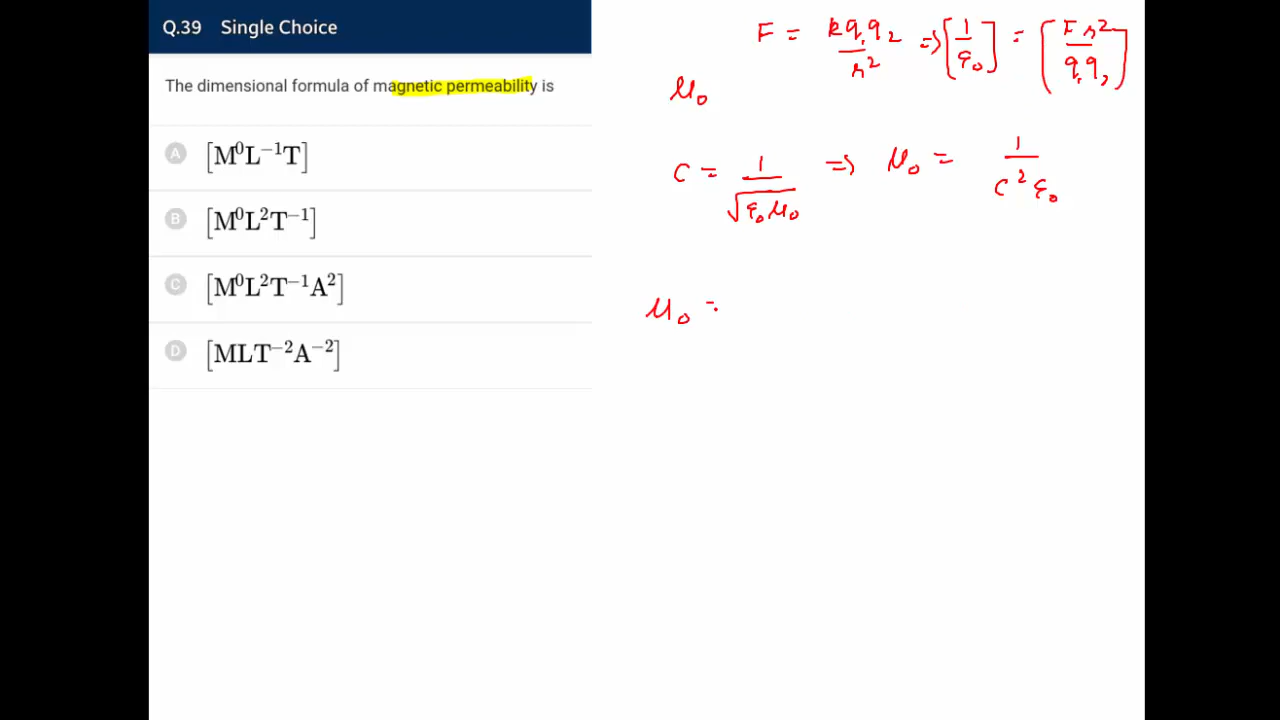 Q.39 Single Choice
The dimensional formula of magnetic permeability is
A [M⁰L⁻¹T]
B [M⁰L²T⁻¹]
C [M⁰L²T⁻¹A²]
D [MLT⁻²A⁻²]
F = kq₁q₂/r² ⇒ [1/ε₀] = [Fr²/q₁q₂]
μ₀
C = 1/√ε₀μ₀ ⇒ μ₀ = 1/c²ε₀
μ₀ =